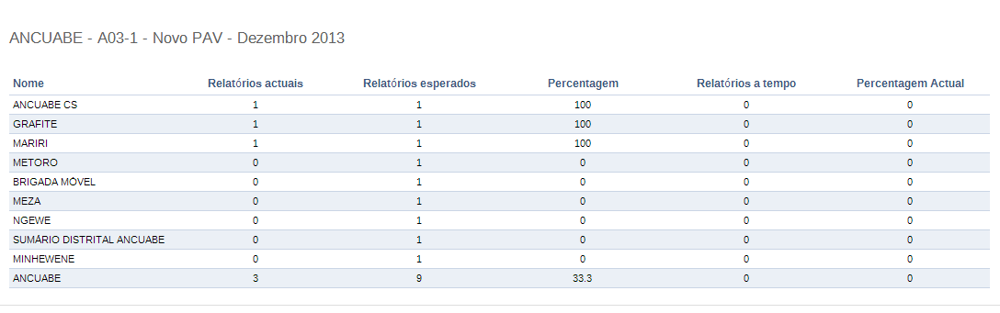 ANCUABE - A03-1 - Novo PAV - Dezembro 2013
Nome Relatórios actuais Relatórios esperados Percentagem Relatórios a tempo Percentagem Actual
ANCUABE CS 1 1 100 0 0
GRAFITE 1 1 100 0 0
MARIRI 1 1 100 0 0
METORO 0 1 0 0 0
BRIGADA MÓVEL 0 1 0 0 0
MEZA 0 1 0 0 0
NGEWE 0 1 0 0 0
SUMÁRIO DISTRITAL ANCUABE 0 1 0 0 0
MINHEWENE 0 1 0 0 0
ANCUABE 3 9 33.3 0 0